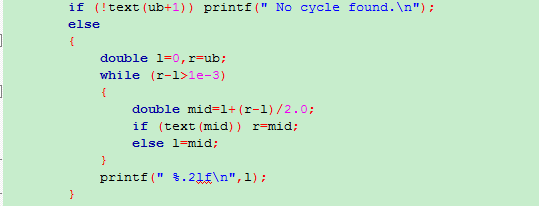 if (!text(ub+1)) printf(" No cycle found.\n");
else
{
double l=0,r=ub;
while (r-l>1e-3)
{
double mid=l+(r-l)/2.0;
if (text(mid)) r=mid;
else l=mid;
}
printf(" %.2lf\n",l);
}